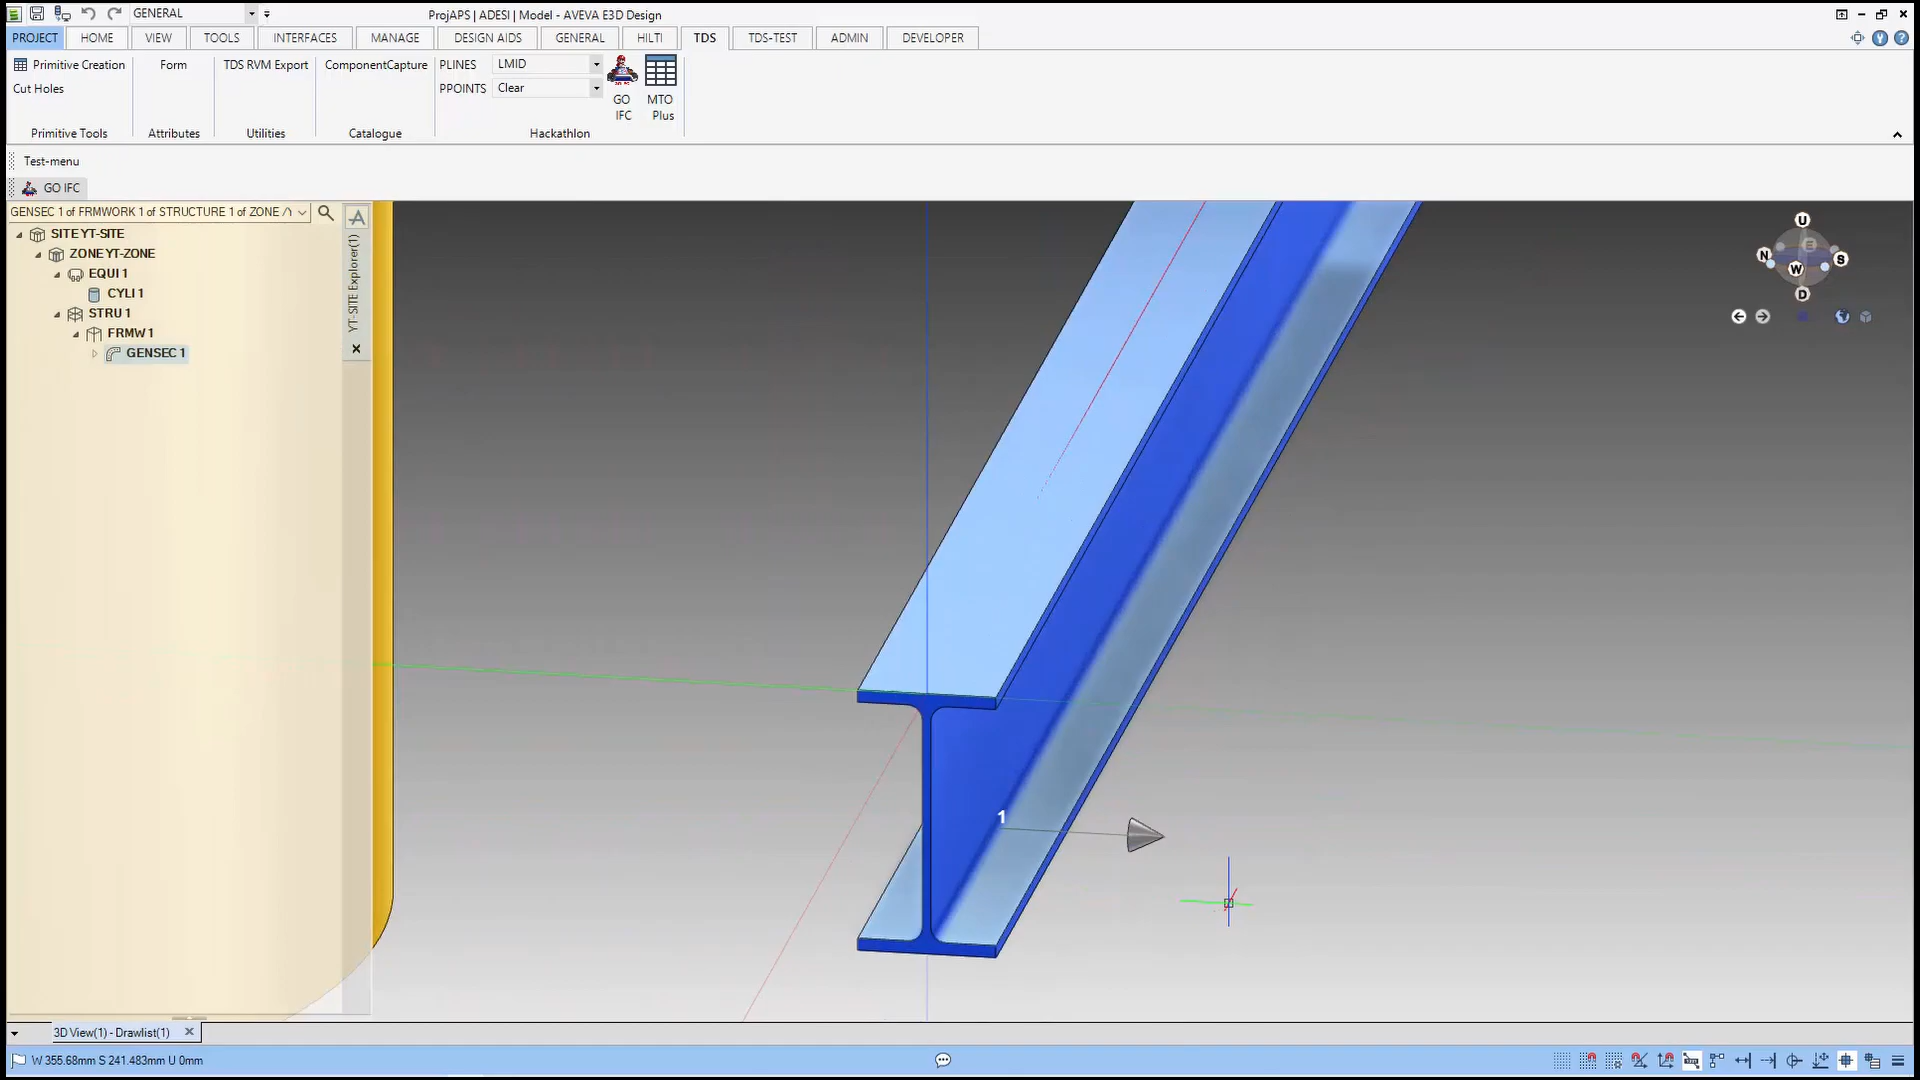 GENERAL
ProjAPS | ADESI | Model - AVEVA E3D Design
PROJECT HOME VIEW TOOLS INTERFACES MANAGE DESIGN AIDS GENERAL HILTI TDS TDS-TEST ADMIN DEVELOPER
Primitive Creation
Cut Holes
Primitive Tools
Form
Attributes
TDS RVM Export
Utilities
ComponentCapture
Catalogue
PLINES LMID
PPOINTS Clear
GO IFC
MTO Plus
Hackathlon
Test-menu
GO IFC
GENSEC 1 of FRMWORK 1 of STRUCTURE 1 of ZONE
SITE YT-SITE
ZONE YT-ZONE
EQUI 1
CYLI 1
STRU 1
FRMW 1
GENSEC 1
YT-SITE Explorer(1)
U
E
N
S
W
D
1
3D View(1) - Drawlist(1)
W 355.68mm S 241.483mm U 0mm